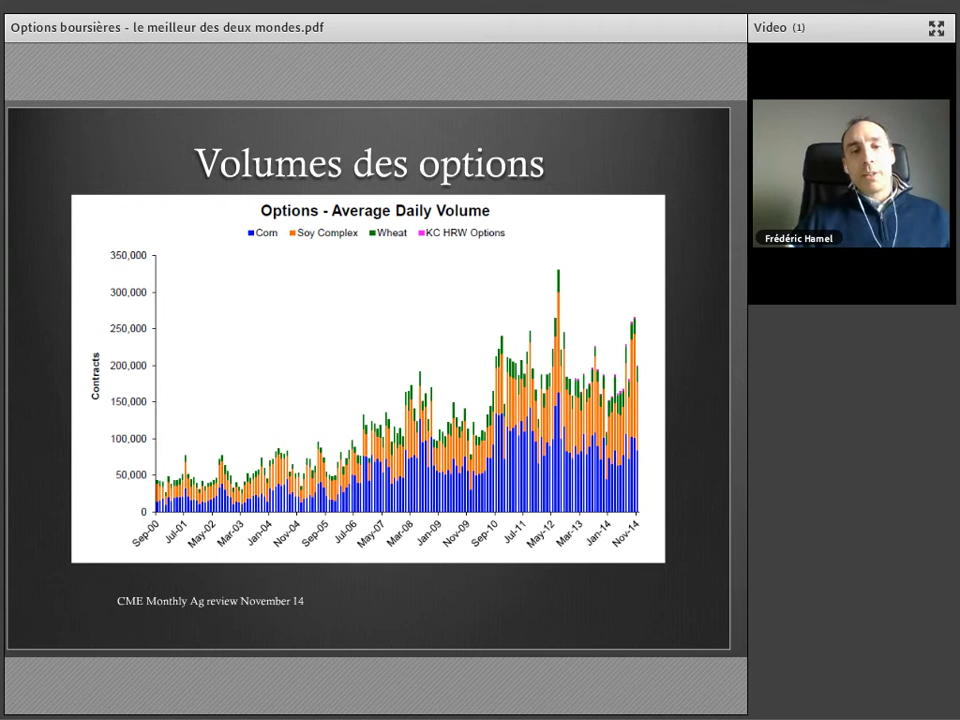 Options boursières - le meilleur des deux mondes.pdf
Video (1)
Volumes des options
Options - Average Daily Volume
Corn Soy Complex Wheat KC HRW Options
350,000
300,000
250,000
200,000
150,000
100,000
50,000
0
Contracts
Sep-00 Jul-01 May-02 Mar-03 Jan-04 Nov-04 Sep-05 Jul-06 May-07 Mar-08 Jan-09 Nov-09 Sep-10 Jul-11 May-12 Mar-13 Jan-14 Nov-14
CME Monthly Ag review November 14
Frédéric Hamel